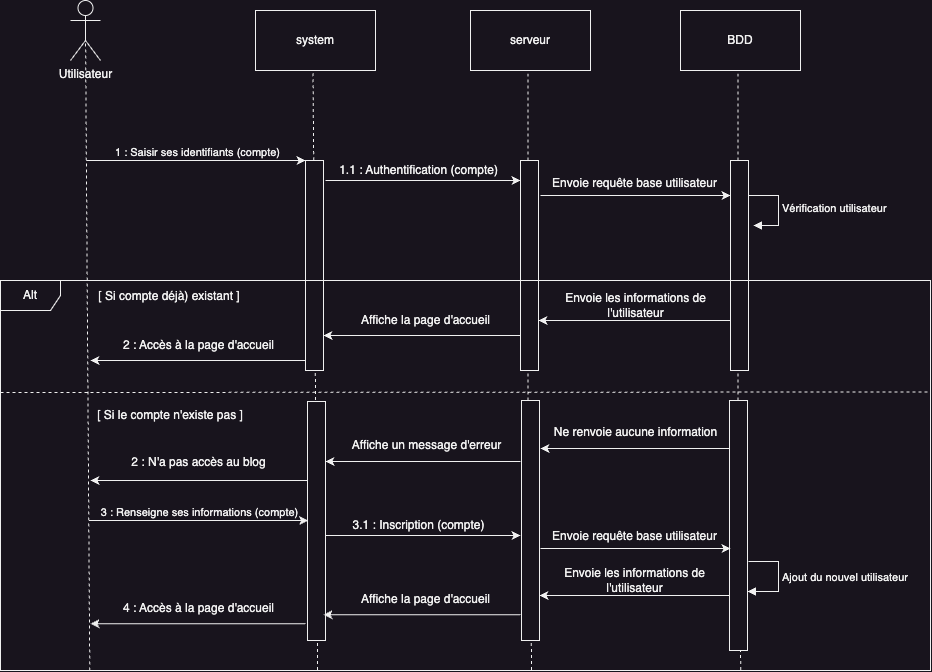 system
serveur
BDD
Utilisateur
1 : Saisir ses identifiants (compte)
1.1 : Authentification (compte)
Envoie requête base utilisateur
Vérification utilisateur
Alt
[ Si compte déjà) existant ]
Envoie les informations de
l'utilisateur
Affiche la page d'accueil
2 : Accès à la page d'accueil
[ Si le compte n'existe pas ]
Ne renvoie aucune information
Affiche un message d'erreur
2 : N'a pas accès au blog
3 : Renseigne ses informations (compte)
3.1 : Inscription (compte)
Envoie requête base utilisateur
Envoie les informations de
l'utilisateur
Ajout du nouvel utilisateur
Affiche la page d'accueil
4 : Accès à la page d'accueil